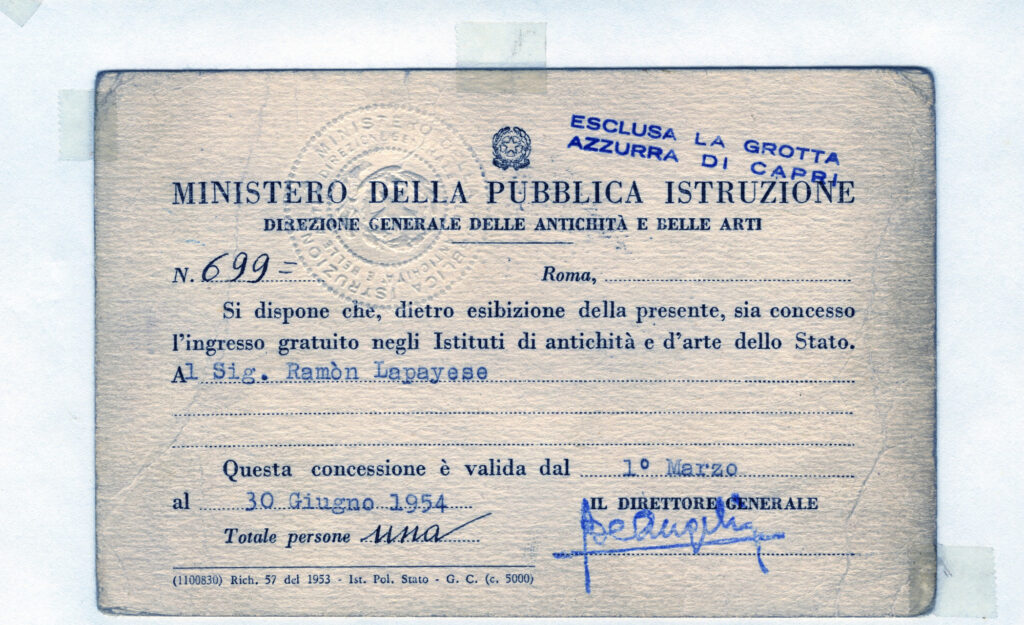 ESCLUSA LA GROTTA
AZZURRA DI CAPRI
MINISTERO DELLA PUBBLICA ISTRUZIONE
DIREZIONE GENERALE DELLE ANTICHITÀ E BELLE ARTI
N. 699= Roma,
Si dispone che, dietro esibizione della presente, sia concesso
l'ingresso gratuito negli Istituti di antichità e d'arte dello Stato.
Al Sig. Ramòn Lapayese
Questa concessione è valida dal 1º Marzo
al 30 Giugno 1954
IL DIRETTORE GENERALE
Totale persone una
(1100830) Rich. 57 del 1953 - Ist. Pol. Stato - G. C. (c. 5000)